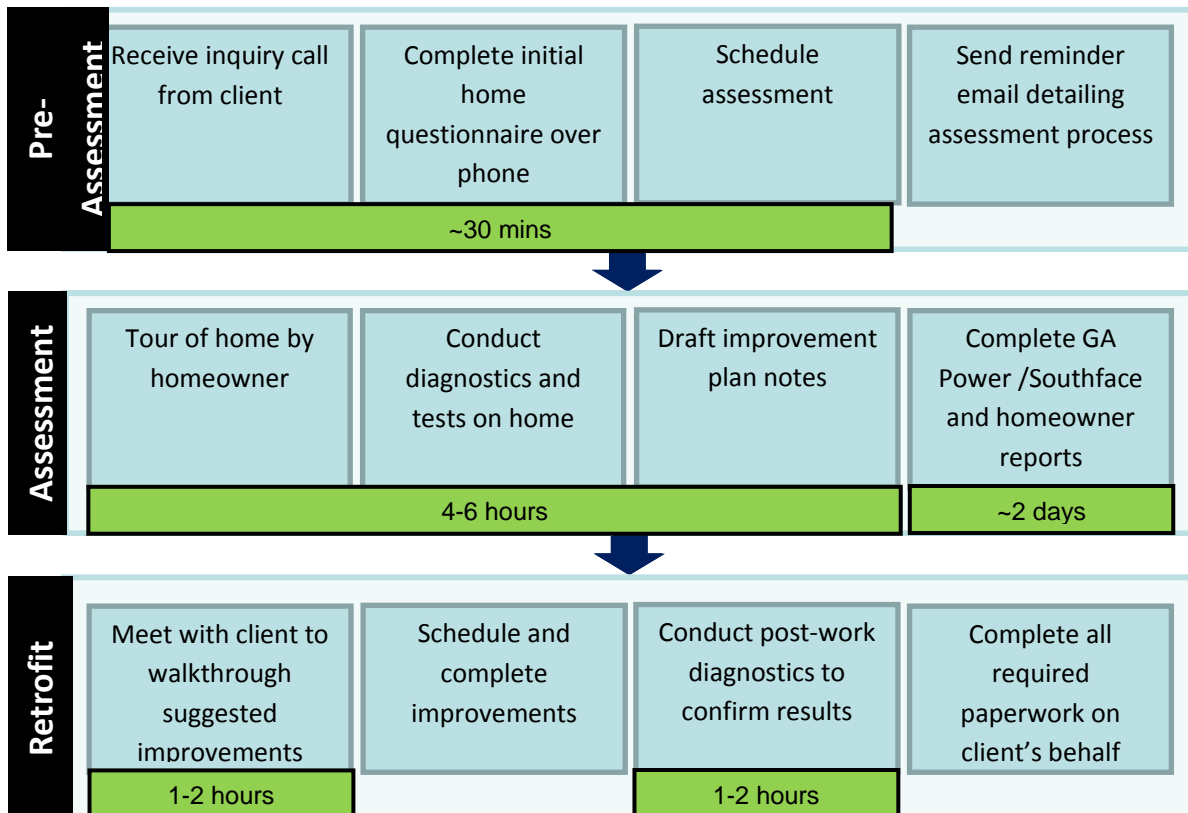 Pre-
Assessment
Receive inquiry call
from client
Complete initial
home
questionnaire over
phone
Schedule
assessment
Send reminder
email detailing
assessment process
~30 mins
Assessment
Tour of home by
homeowner
Conduct
diagnostics and
tests on home
Draft improvement
plan notes
Complete GA
Power /Southface
and homeowner
reports
4-6 hours
~2 days
Retrofit
Meet with client to
walkthrough
suggested
improvements
Schedule and
complete
improvements
Conduct post-work
diagnostics to
confirm results
Complete all
required
paperwork on
client’s behalf
1-2 hours
1-2 hours